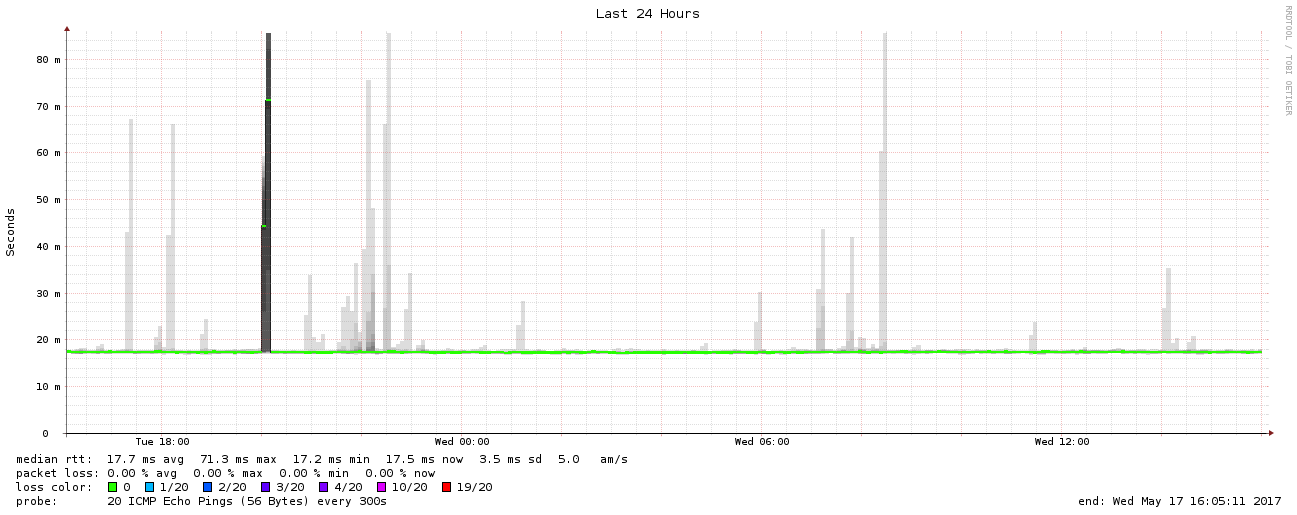 Last 24 Hours
RRDTOOL / TOBI OETIKER
Seconds
80 m
70 m
60 m
50 m
40 m
30 m
20 m
10 m
0
Tue 18:00 Wed 00:00 Wed 06:00 Wed 12:00
median rtt: 17.7 ms avg 71.3 ms max 17.2 ms min 17.5 ms now 3.5 ms sd 5.0 am/s
packet loss: 0.00 % avg 0.00 % max 0.00 % min 0.00 % now
loss color: 0 1/20 2/20 3/20 4/20 10/20 19/20
probe: 20 ICMP Echo Pings (56 Bytes) every 300s end: Wed May 17 16:05:11 2017